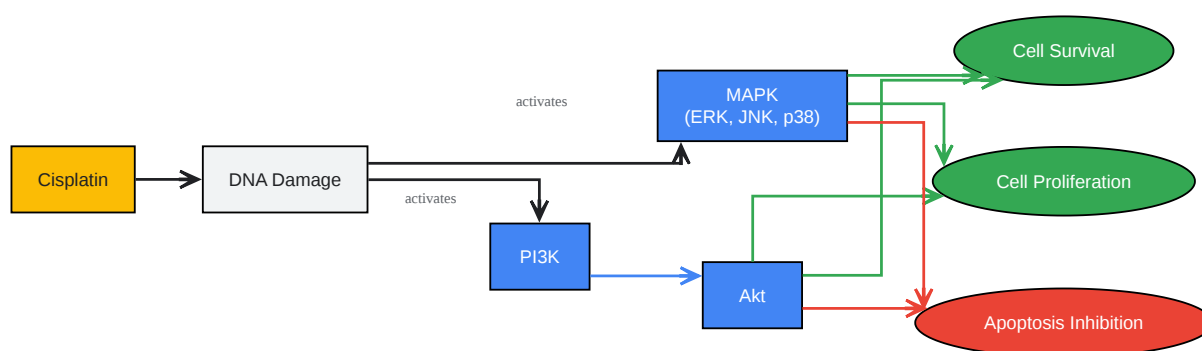 Cell Survival
MAPK
(ERK, JNK, p38)
activates
Cisplatin
DNA Damage
Cell Proliferation
activates
PI3K
Akt
Apoptosis Inhibition